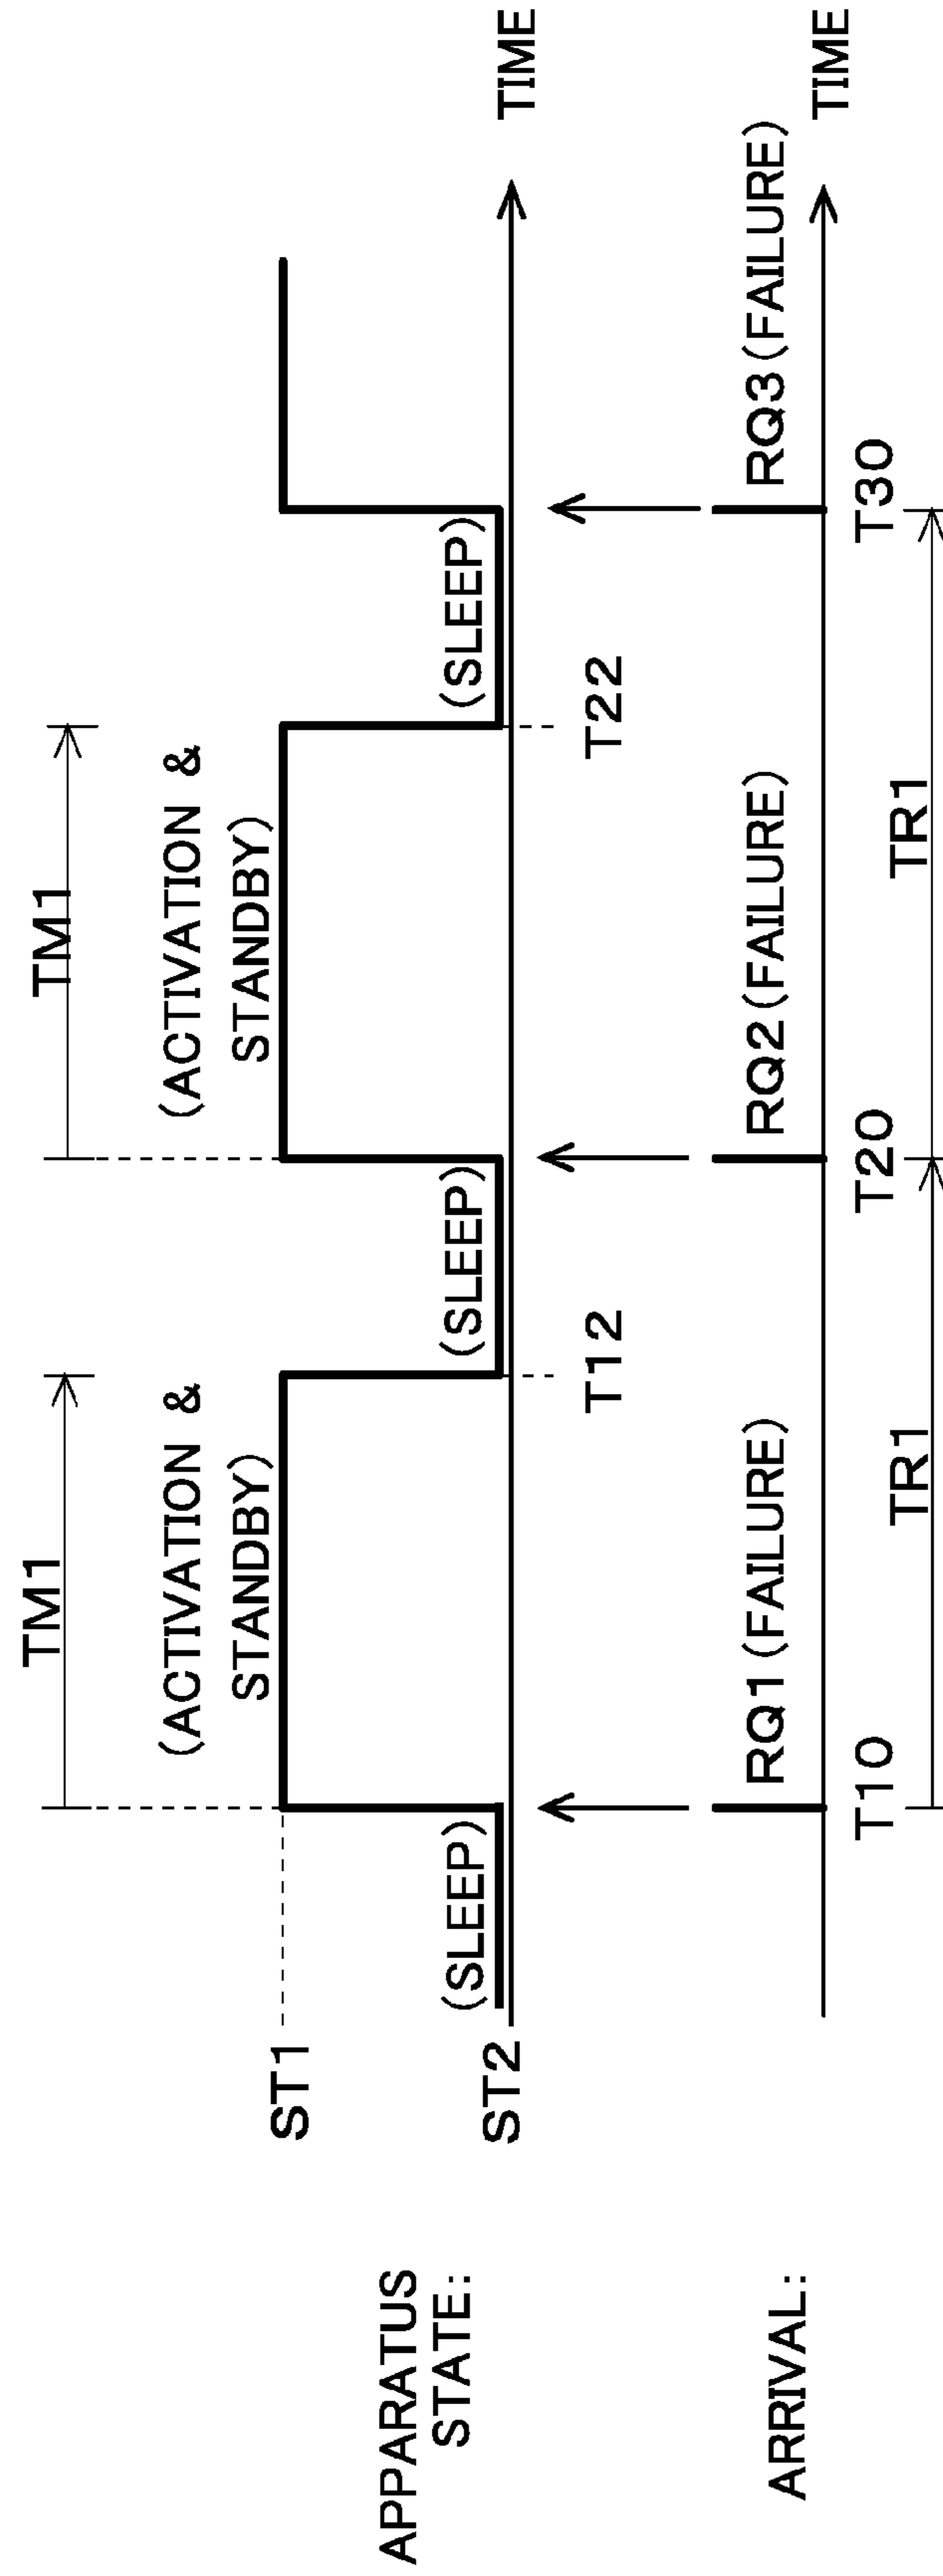 TM1
TM1
(ACTIVATION &
STANDBY)
(ACTIVATION &
STANDBY)
ST1
APPARATUS
STATE:
(SLEEP)
(SLEEP)
(SLEEP)
ST2
TIME
T12
T22
ARRIVAL:
RQ1(FAILURE)
RQ2(FAILURE)
RQ3(FAILURE)
TIME
T10
T20
T30
TR1
TR1